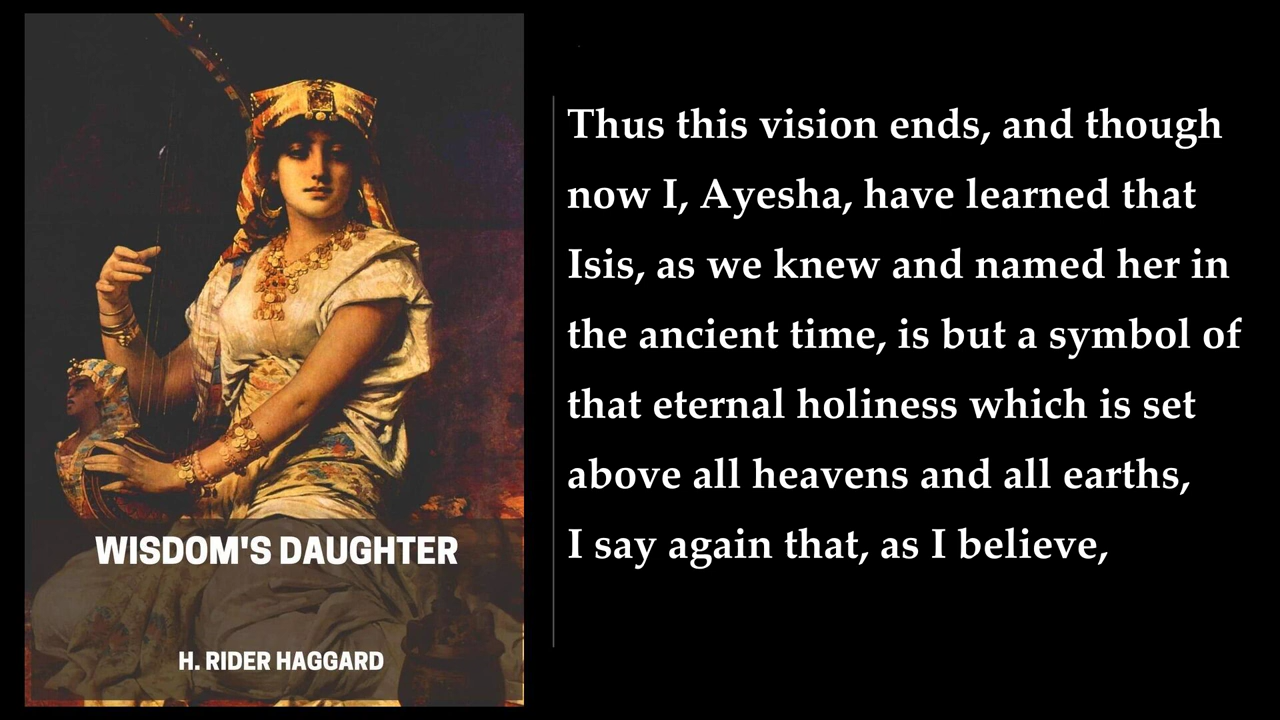 WISDOM'S DAUGHTER
H. RIDER HAGGARD
Thus this vision ends, and though
now I, Ayesha, have learned that
Isis, as we knew and named her in
the ancient time, is but a symbol of
that eternal holiness which is set
above all heavens and all earths,
I say again that, as I believe,